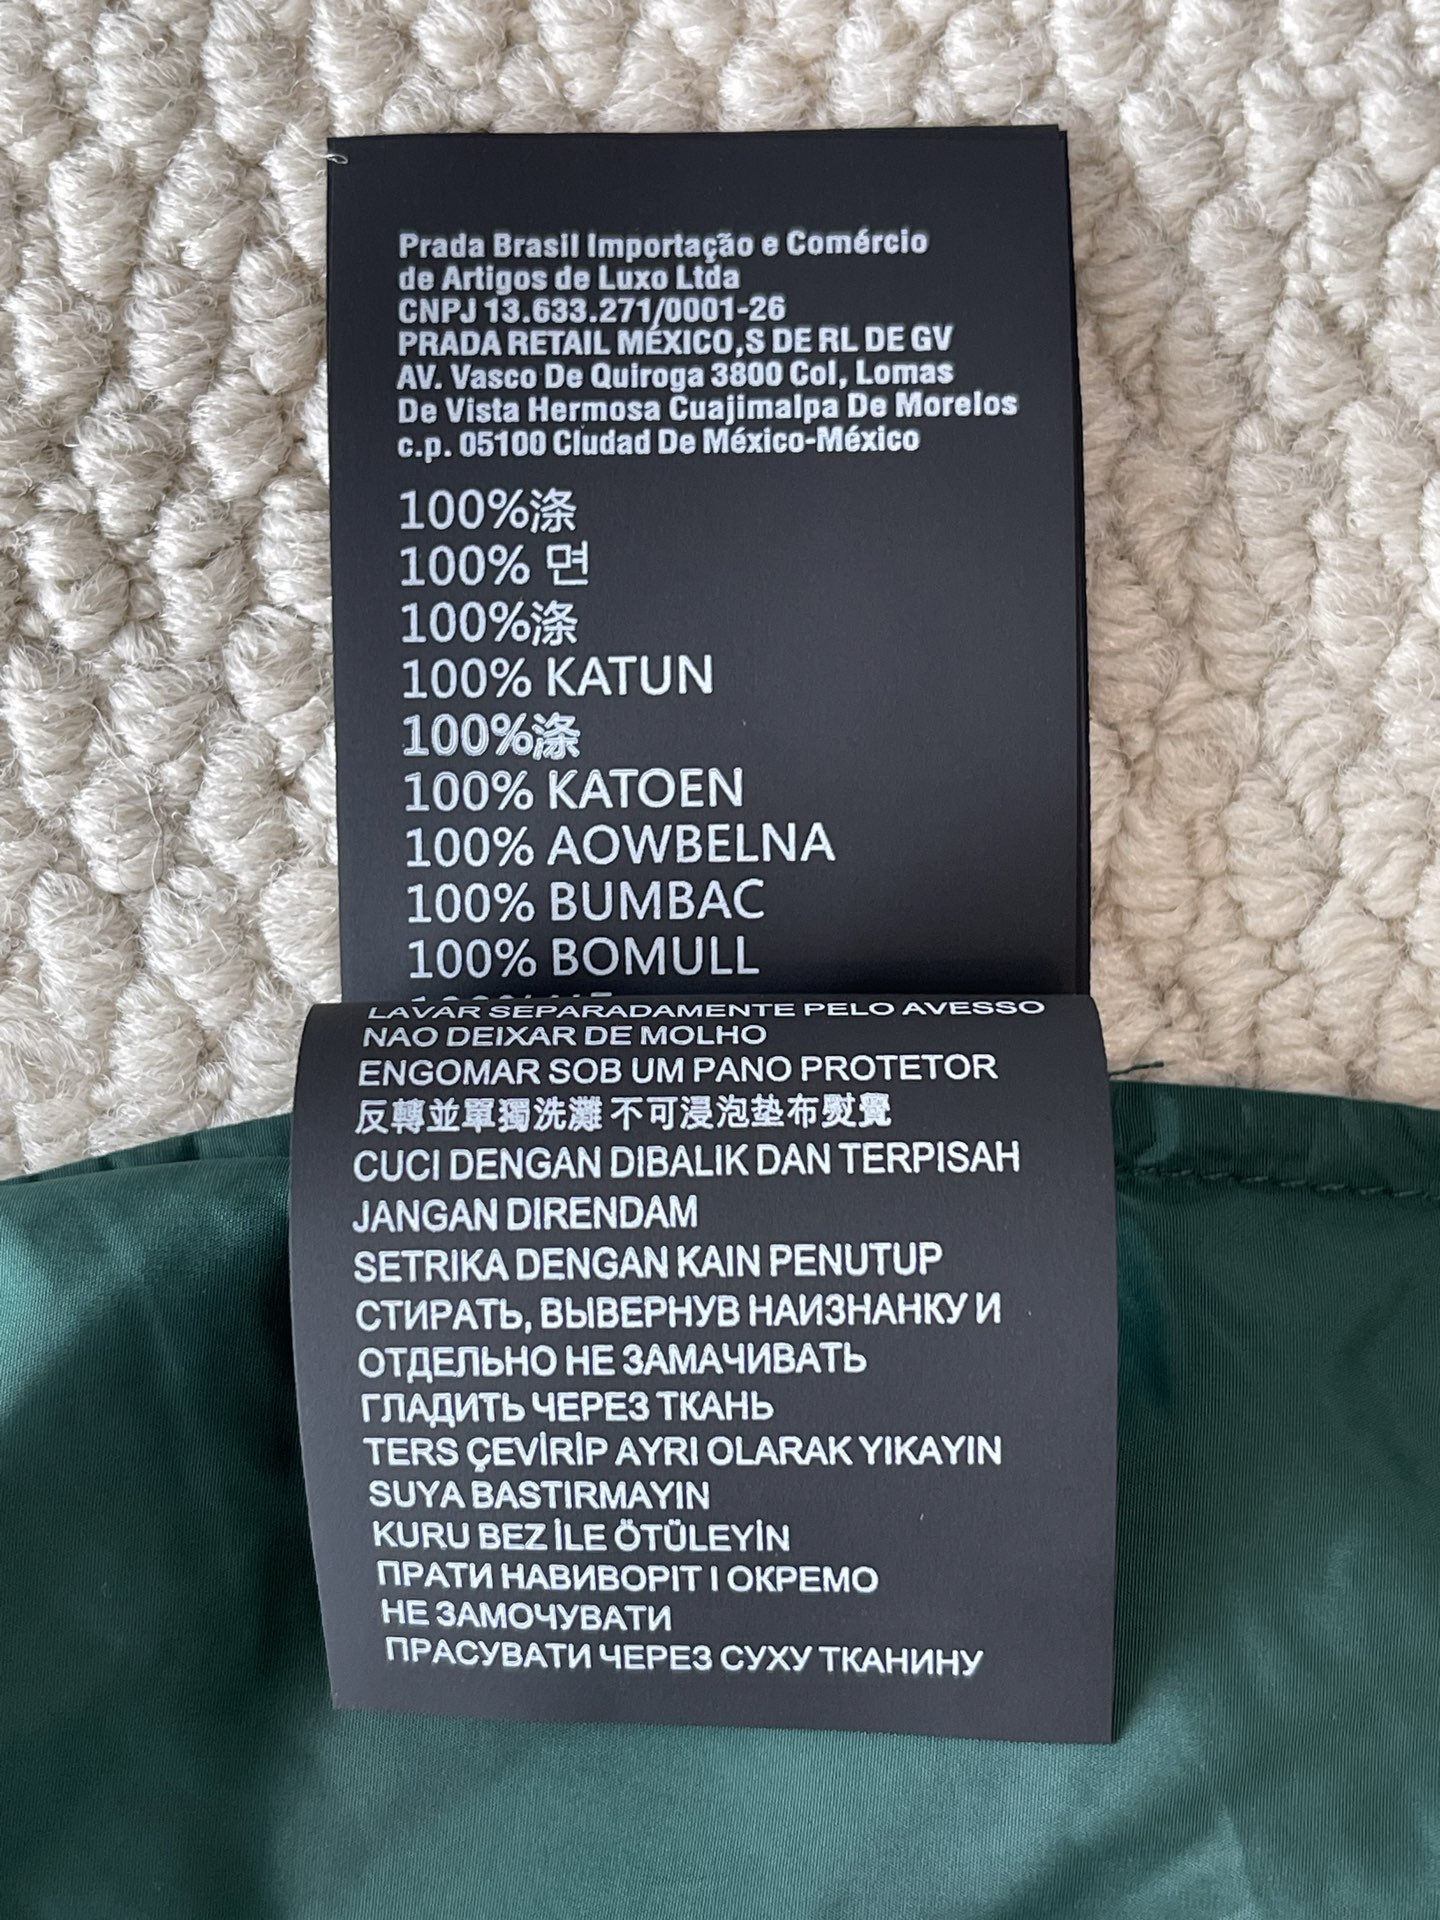 Prada Brasil Importação e Comércio
de Artigos de Luxo Ltda
CNPJ 13.633.271/0001-26
PRADA RETAIL MÉXICO,S DE RL DE GV
AV. Vasco De Quiroga 3800 Col, Lomas
De Vista Hermosa Cuajimalpa De Morelos
c.p. 05100 Cludad De México-México
100%涤
100% 면
100%涤
100% KATUN
100%涤
100% KATOEN
100% AOWBELNA
100% BUMBAC
100% BOMULL
LAVAR SEPARADAMENTE PELO AVESSO
NAO DEIXAR DE MOLHO
ENGOMAR SOB UM PANO PROTETOR
反轉並單獨洗灘 不可浸泡垫布熨覺
CUCI DENGAN DIBALIK DAN TERPISAH
JANGAN DIRENDAM
SETRIKA DENGAN KAIN PENUTUP
СТИРАТЬ, ВЫВЕРНУВ НАИЗНАНКУ И
ОТДЕЛЬНО НЕ ЗАМАЧИВАТЬ
ГЛАДИТЬ ЧЕРЕЗ ТКАНЬ
TERS ÇEVİRİP AYRI OLARAK YIKAYIN
SUYA BASTIRMAYIN
KURU BEZ İLE ÖTÜLEYİN
ПРАТИ НАВИВОРІТ І ОКРЕМО
НЕ ЗАМОЧУВАТИ
ПРАСУВАТИ ЧЕРЕЗ СУХУ ТКАНИНУ